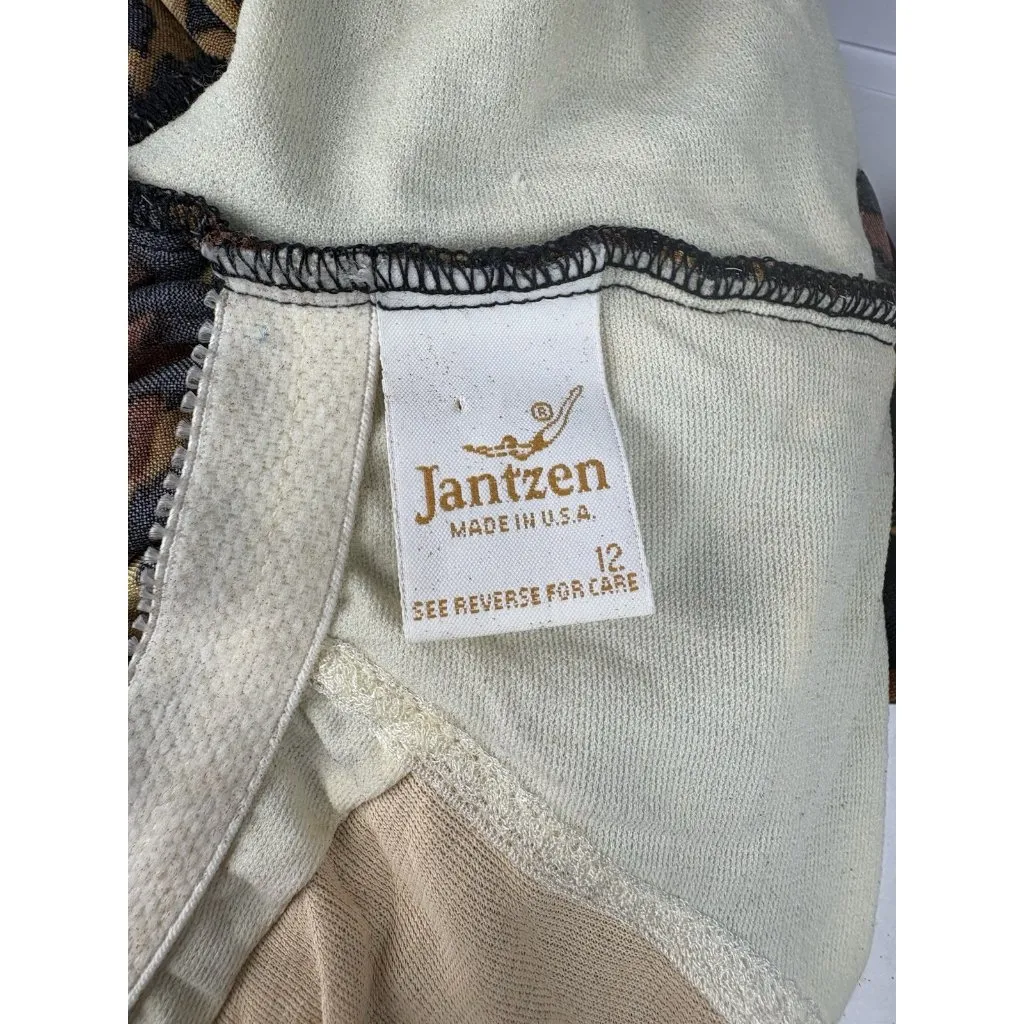 ®
Jantzen
MADE IN U.S.A.
12
SEE REVERSE FOR CARE